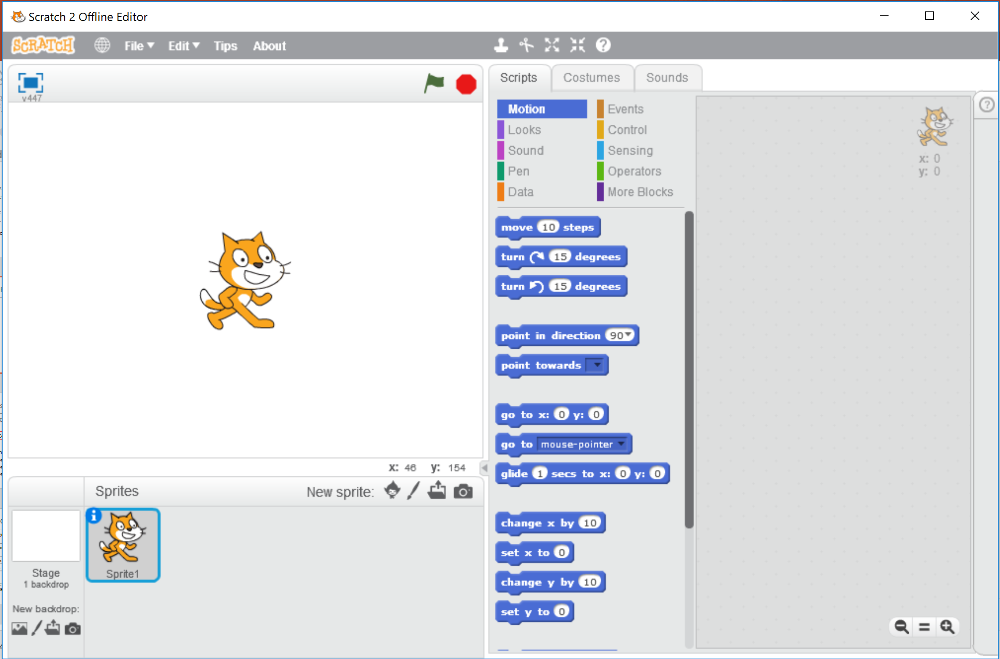 Scratch 2 Offline Editor
SCRATCH File Edit Tips About
v447
Scripts Costumes Sounds
Motion Events
Looks Control
Sound Sensing
Pen Operators
Data More Blocks
x: 0
y: 0
move 10 steps
turn 15 degrees
turn 15 degrees
point in direction 90
point towards
go to x: 0 y: 0
go to mouse-pointer
glide 1 secs to x: 0 y: 0
change x by 10
set x to 0
change y by 10
set y to 0
x: 46 y: 154
Sprites New sprite:
Sprite1
Stage
1 backdrop
New backdrop: